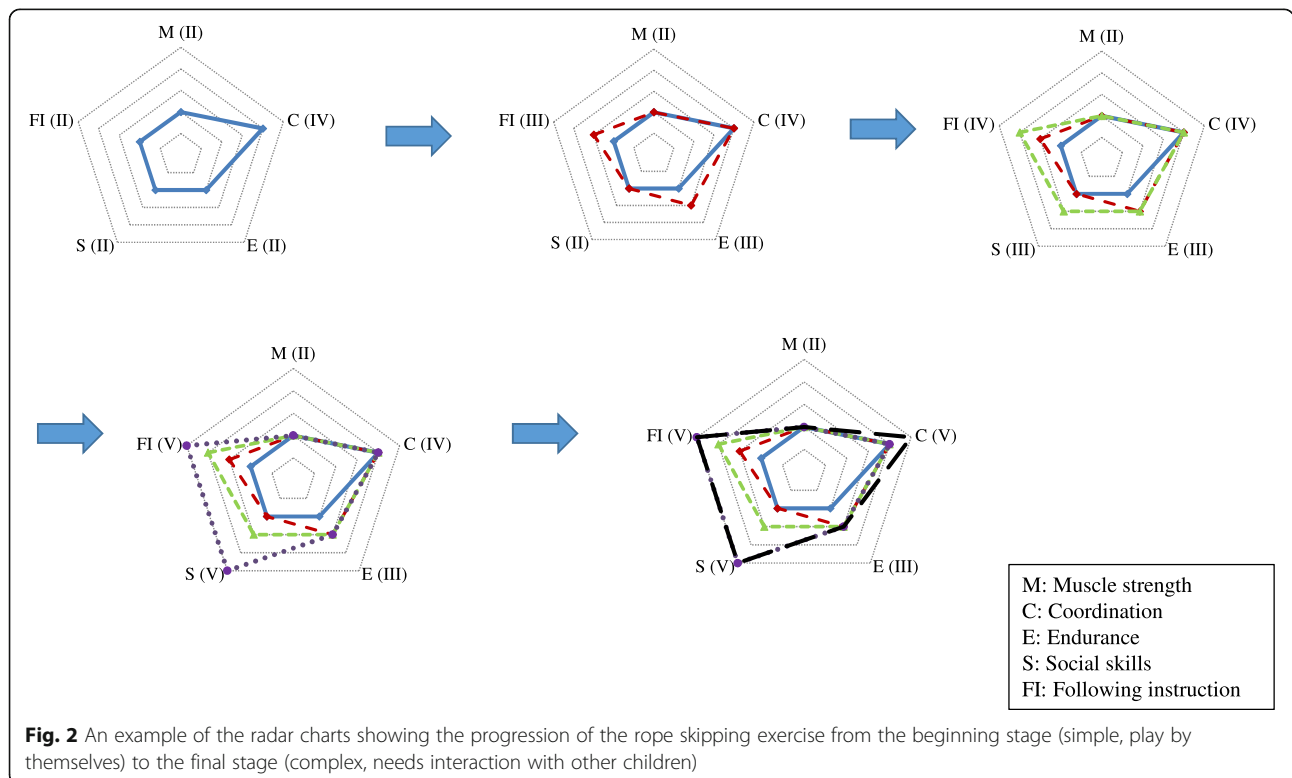 M (II)
FI (II)
C (IV)
S (II)
E (II)
M (II)
FI (III)
C (IV)
S (II)
E (III)
M (II)
FI (IV)
C (IV)
S (III)
E (III)
M (II)
FI (V)
C (IV)
S (V)
E (III)
M (II)
FI (V)
C (V)
S (V)
E (III)
M: Muscle strength
C: Coordination
E: Endurance
S: Social skills
FI: Following instruction
Fig. 2 An example of the radar charts showing the progression of the rope skipping exercise from the beginning stage (simple, play by
themselves) to the final stage (complex, needs interaction with other children)